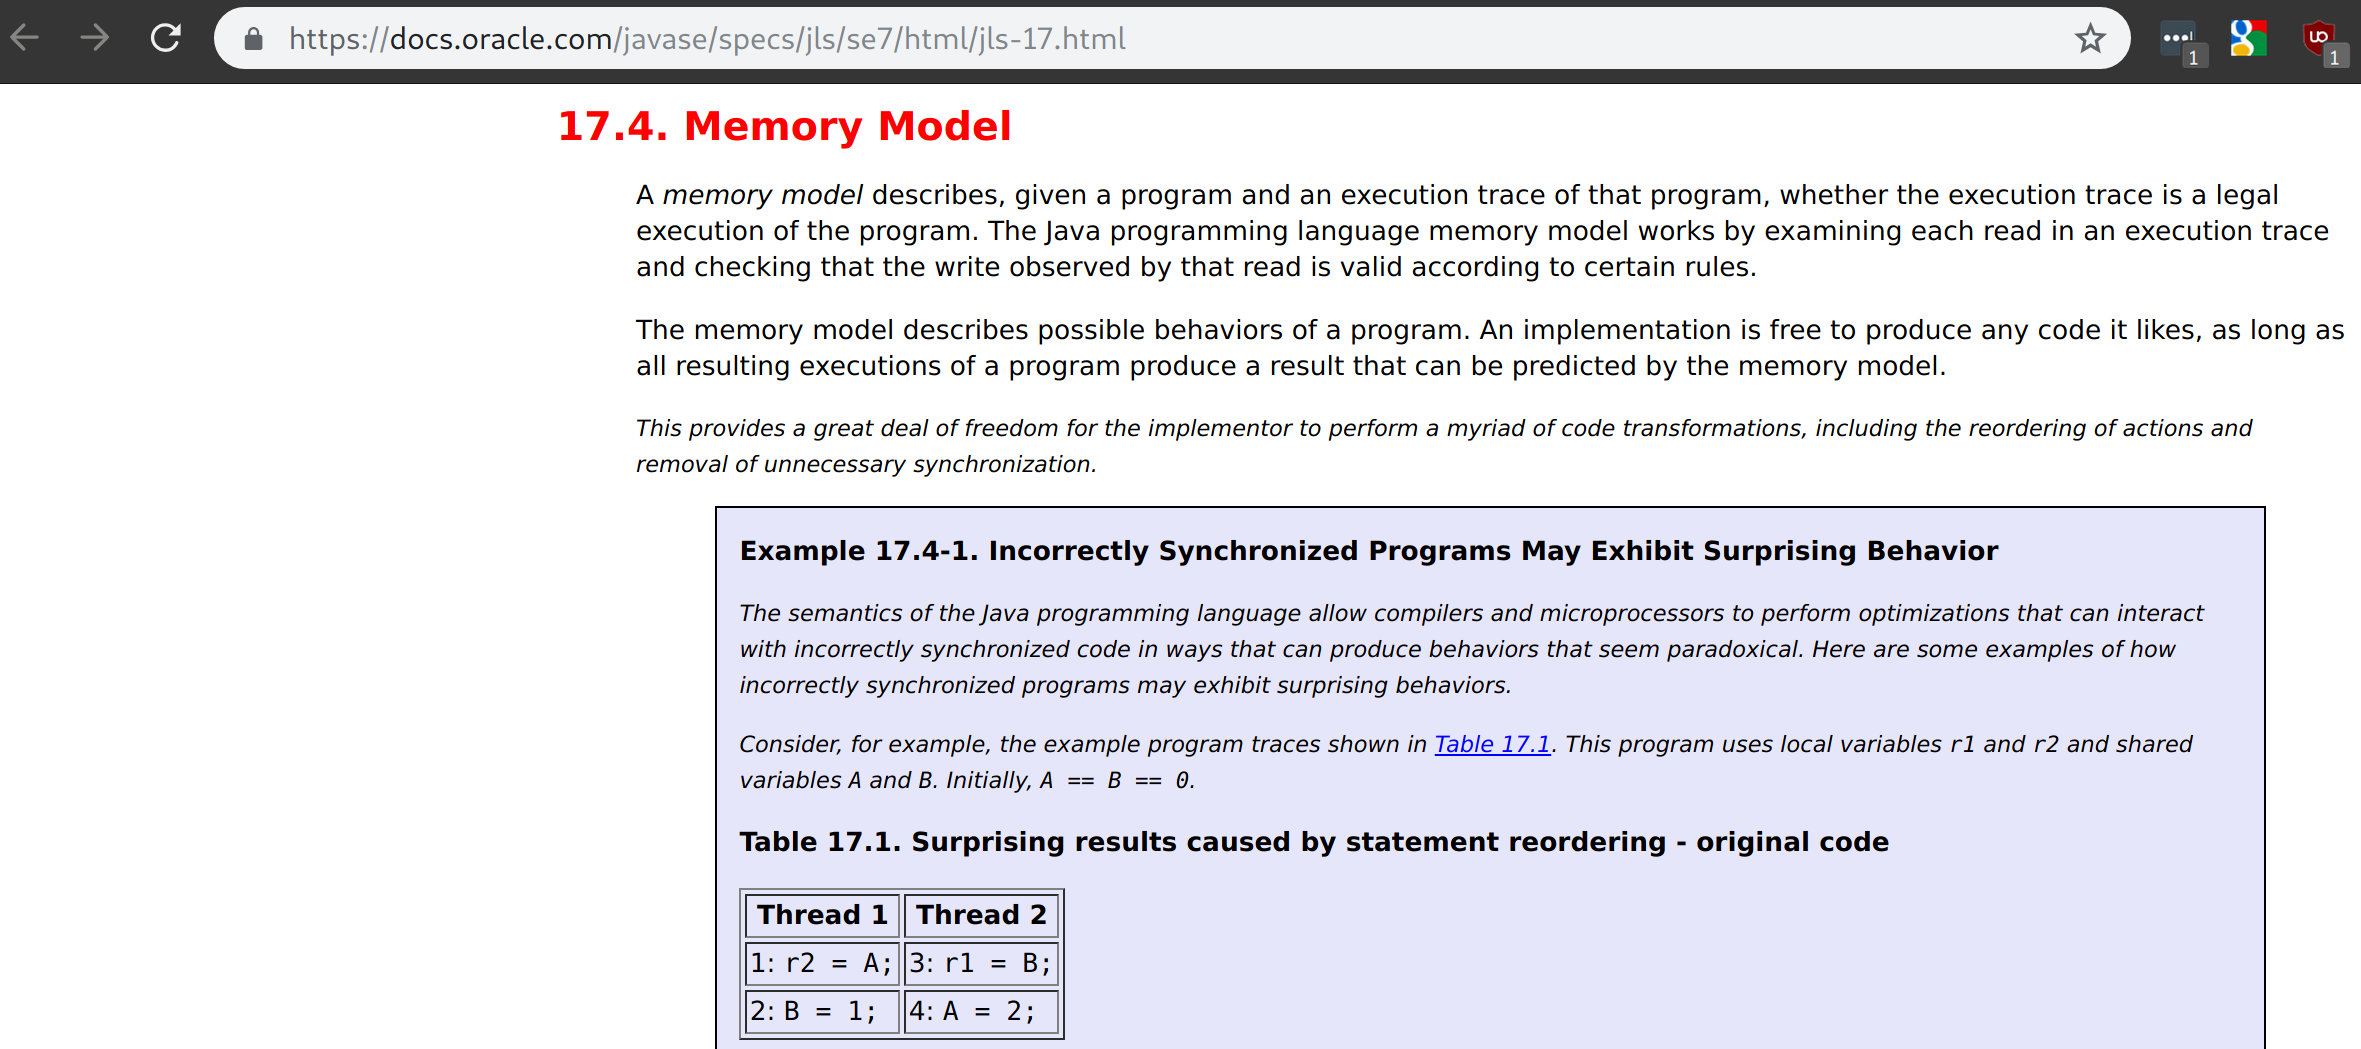 https://docs.oracle.com/javase/specs/jls/se7/html/jls-17.html
1
1
17.4. Memory Model
A memory model describes, given a program and an execution trace of that program, whether the execution trace is a legal
execution of the program. The Java programming language memory model works by examining each read in an execution trace
and checking that the write observed by that read is valid according to certain rules.
The memory model describes possible behaviors of a program. An implementation is free to produce any code it likes, as long as
all resulting executions of a program produce a result that can be predicted by the memory model.
This provides a great deal of freedom for the implementor to perform a myriad of code transformations, including the reordering of actions and
removal of unnecessary synchronization.
Example 17.4-1. Incorrectly Synchronized Programs May Exhibit Surprising Behavior
The semantics of the Java programming language allow compilers and microprocessors to perform optimizations that can interact
with incorrectly synchronized code in ways that can produce behaviors that seem paradoxical. Here are some examples of how
incorrectly synchronized programs may exhibit surprising behaviors.
Consider, for example, the example program traces shown in Table 17.1. This program uses local variables r1 and r2 and shared
variables A and B. Initially, A == B == 0.
Table 17.1. Surprising results caused by statement reordering - original code
Thread 1 Thread 2
1: r2 = A; 3: r1 = B;
2: B = 1; 4: A = 2;